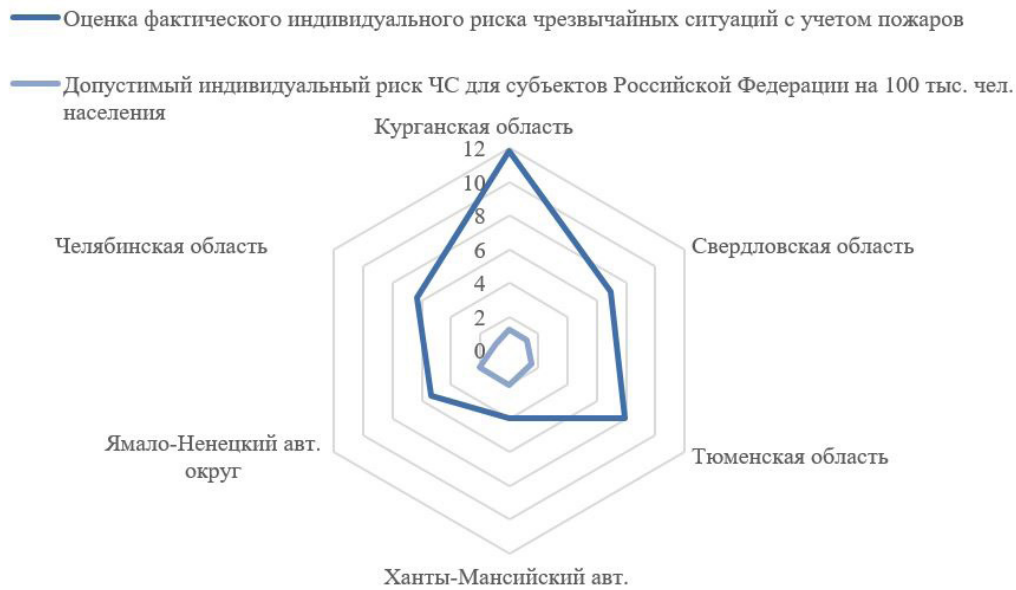 Оценка фактического индивидуального риска чрезвычайных ситуаций с учетом пожаров
Допустимый индивидуальный риск ЧС для субъектов Российской Федерации на 100 тыс. чел.
населения
Курганская область
12
10
8
6
4
2
0
Челябинская область
Свердловская область
Ямало-Ненецкий авт.
округ
Тюменская область
Ханты-Мансийский авт.